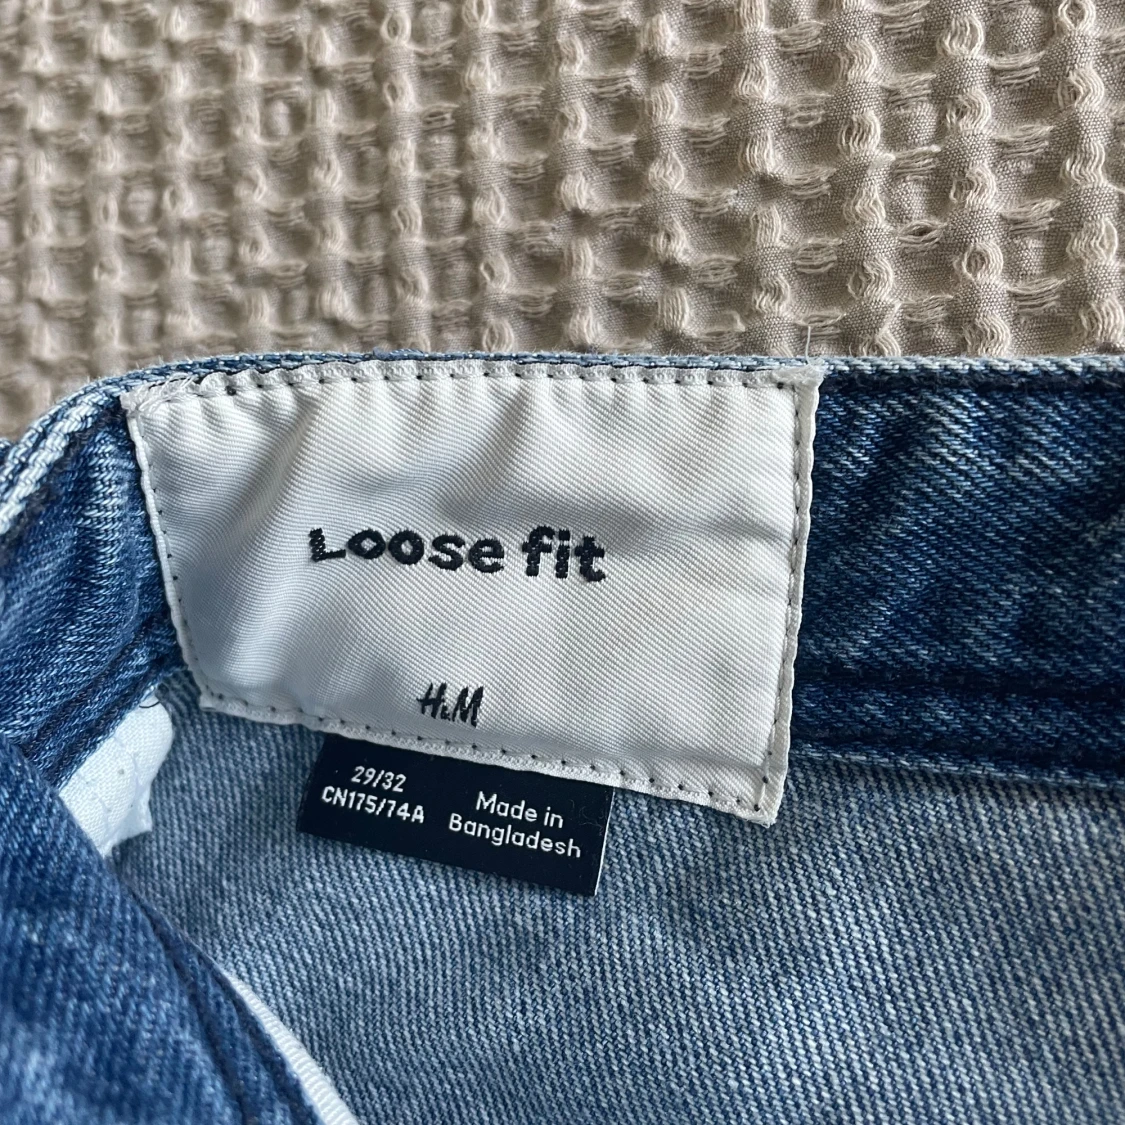 Loose fit
H&M
29/32
CN175/74A
Made in
Bangladesh